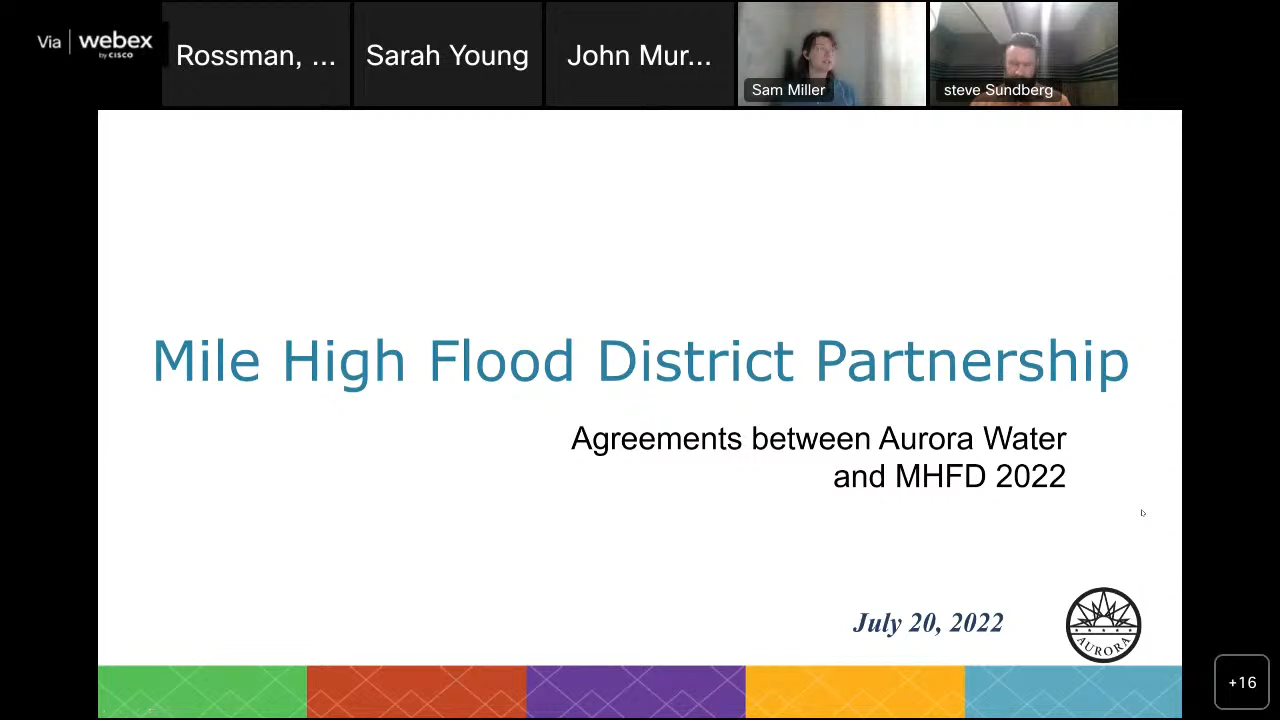 Via webex
by CISCO
Rossman, ...
Sarah Young
John Mur...
Sam Miller
steve Sundberg
Mile High Flood District Partnership
Agreements between Aurora Water
and MHFD 2022
July 20, 2022
AURORA
+16